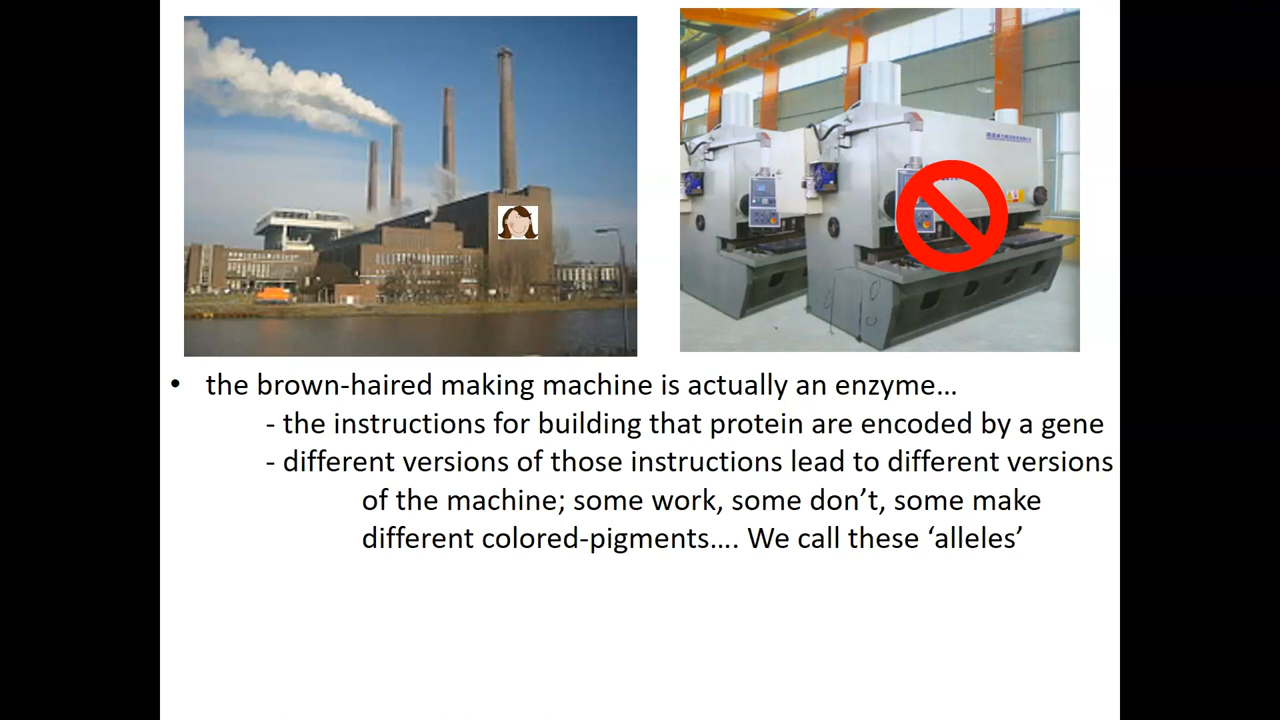 • the brown-haired making machine is actually an enzyme…
- the instructions for building that protein are encoded by a gene
- different versions of those instructions lead to different versions
of the machine; some work, some don’t, some make
different colored-pigments…. We call these ‘alleles’